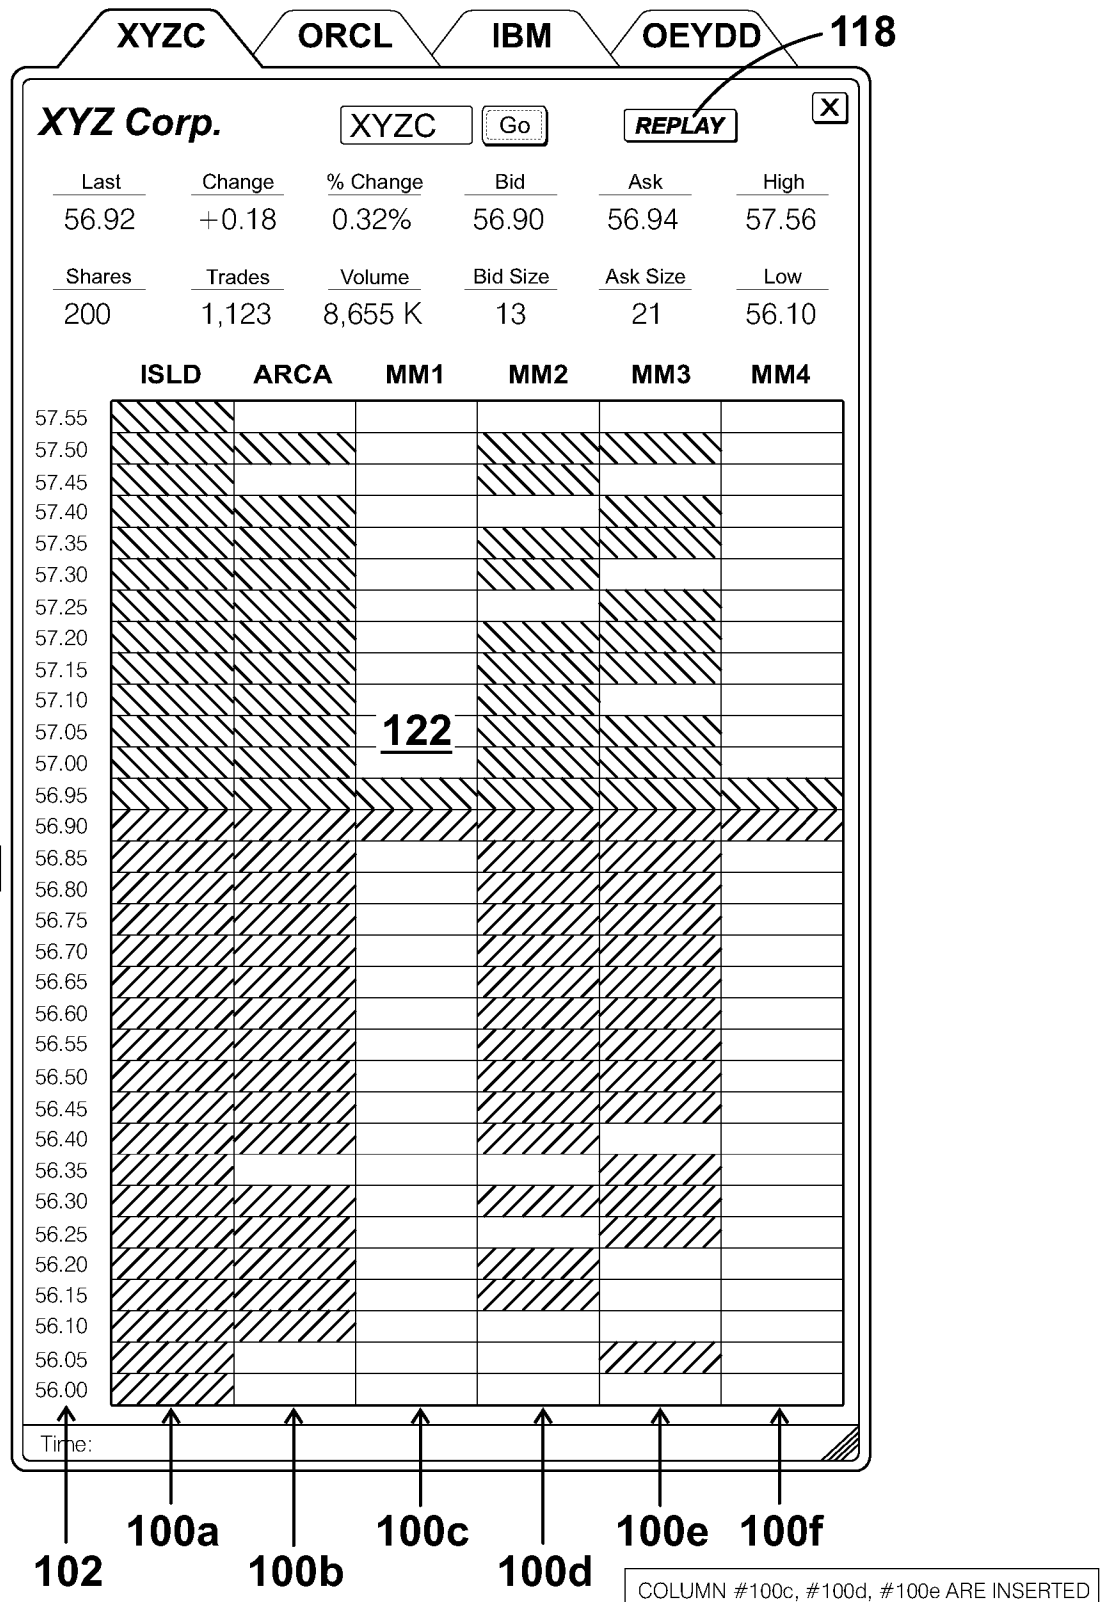 XYZC ORCL IBM OEYDD 118
XYZ Corp. XYZC Go REPLAY X
Last Change % Change Bid Ask High
56.92 +0.18 0.32% 56.90 56.94 57.56
Shares Trades Volume Bid Size Ask Size Low
200 1,123 8,655 K 13 21 56.10
ISLD ARCA MM1 MM2 MM3 MM4
57.55
57.50
57.45
57.40
57.35
57.30
57.25
57.20
57.15
57.10
57.05 122
57.00
56.95
56.90
56.85
56.80
56.75
56.70
56.65
56.60
56.55
56.50
56.45
56.40
56.35
56.30
56.25
56.20
56.15
56.10
56.05
56.00
Time:
100a 100c 100e 100f
102 100b 100d
COLUMN #100c, #100d, #100e ARE INSERTED